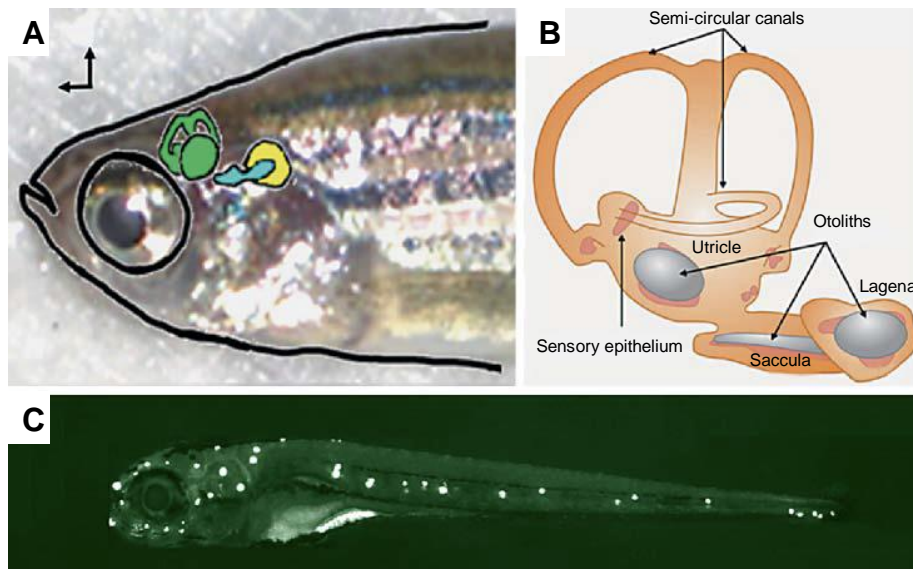 A
B
Semi-circular canals
Otoliths
Utricle
Lagena
Sensory epithelium
Saccula
C